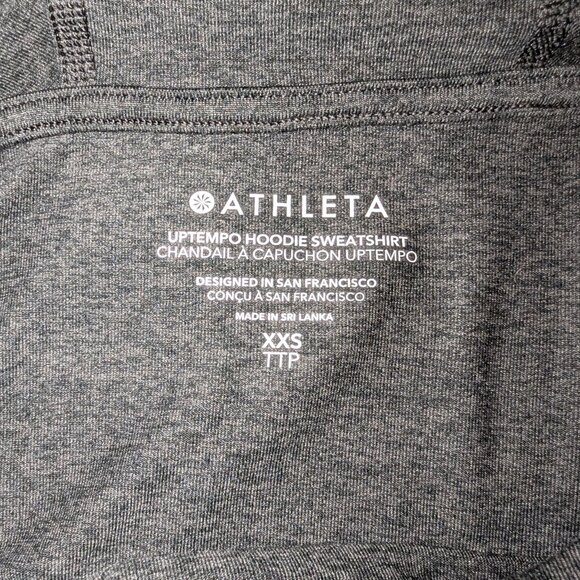 ATHLETA
UPTEMPO HOODIE SWEATSHIRT
CHANDAIL À CAPUCHON UPTEMPO
DESIGNED IN SAN FRANCISCO
CONÇU À SAN FRANCISCO
MADE IN SRI LANKA
XXS
TTP